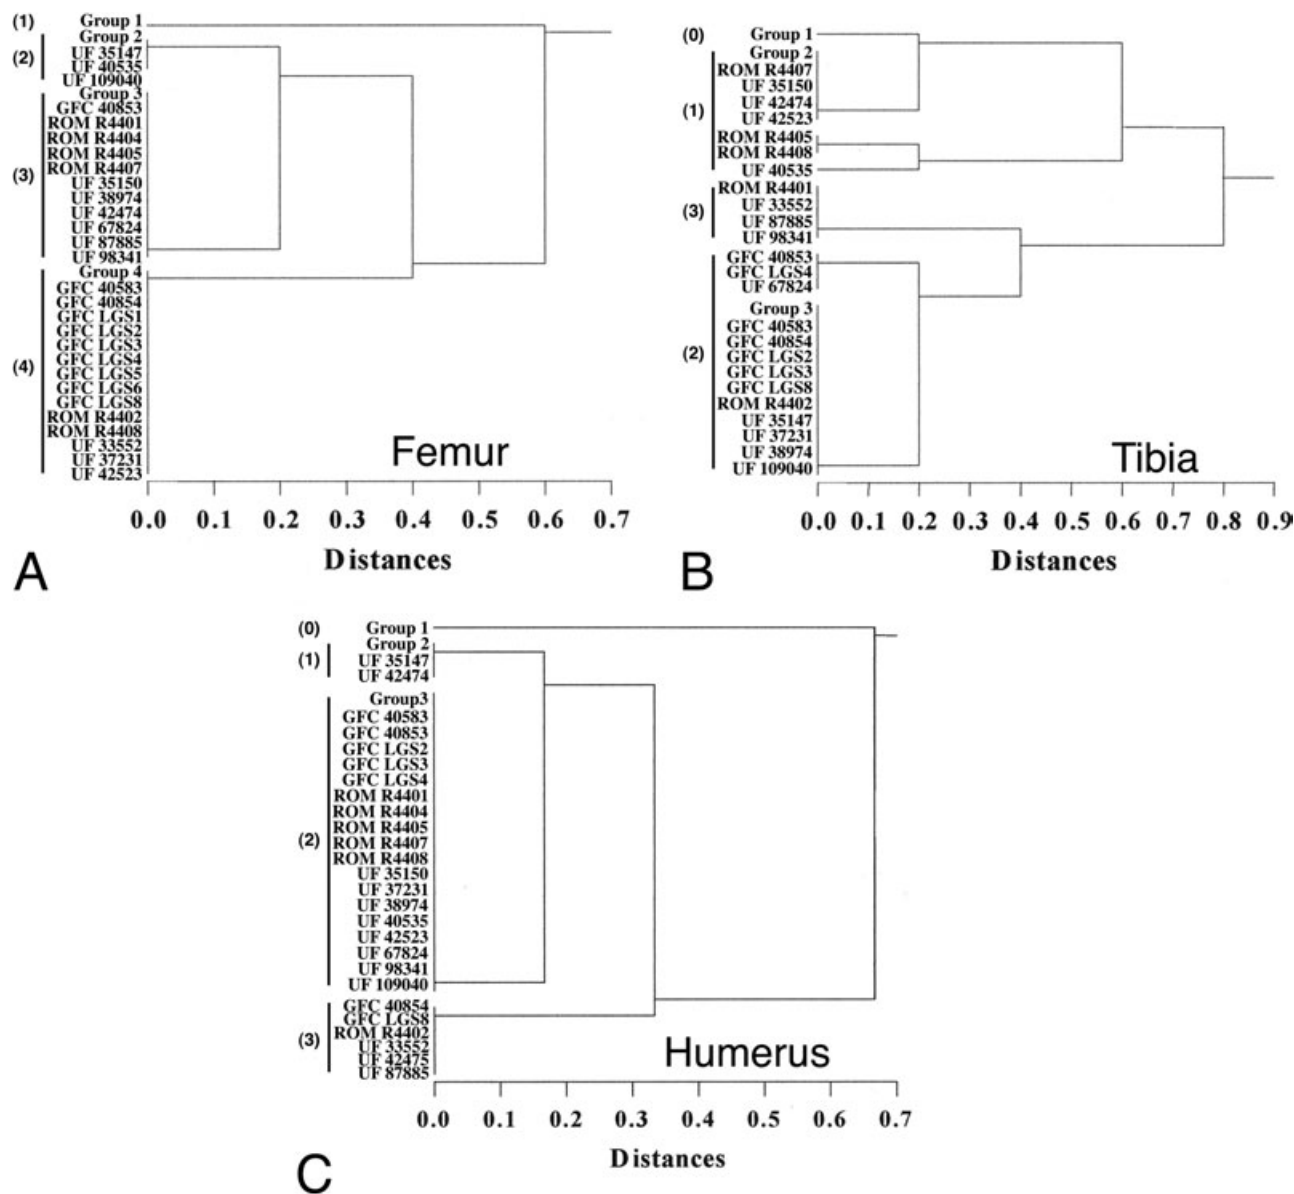 (1) Group 1
(2) Group 2
UF 35147
UF 40535
UF 109040
(3) Group 3
GFC 40853
ROM R4401
ROM R4404
ROM R4405
ROM R4407
UF 35150
UF 38974
UF 42474
UF 67824
UF 87885
UF 98341
(4) Group 4
GFC 40583
GFC 40854
GFC LGS1
GFC LGS2
GFC LGS3
GFC LGS4
GFC LGS5
GFC LGS6
GFC LGS8
ROM R4402
ROM R4408
UF 33552
UF 37231
UF 42523
Femur
0.0 0.1 0.2 0.3 0.4 0.5 0.6 0.7
Distances
A
(0) Group 1
(1) Group 2
ROM R4407
UF 35150
UF 42474
UF 42523
ROM R4405
ROM R4408
UF 40535
(3) ROM R4401
UF 33552
UF 87885
UF 98341
(2) GFC 40853
GFC LGS4
UF 67824
Group 3
GFC 40583
GFC 40854
GFC LGS2
GFC LGS3
GFC LGS8
ROM R4402
UF 35147
UF 37231
UF 38974
UF 109040
Tibia
0.0 0.1 0.2 0.3 0.4 0.5 0.6 0.7 0.8 0.9
Distances
B
(0) Group 1
(1) Group 2
UF 35147
UF 42474
(2) Group3
GFC 40583
GFC 40853
GFC LGS2
GFC LGS3
GFC LGS4
ROM R4401
ROM R4404
ROM R4405
ROM R4407
ROM R4408
UF 35150
UF 37231
UF 38974
UF 40535
UF 42523
UF 67824
UF 98341
UF 109040
(3) GFC 40854
GFC LGS8
ROM R4402
UF 33552
UF 42475
UF 87885
Humerus
0.0 0.1 0.2 0.3 0.4 0.5 0.6 0.7
Distances
C